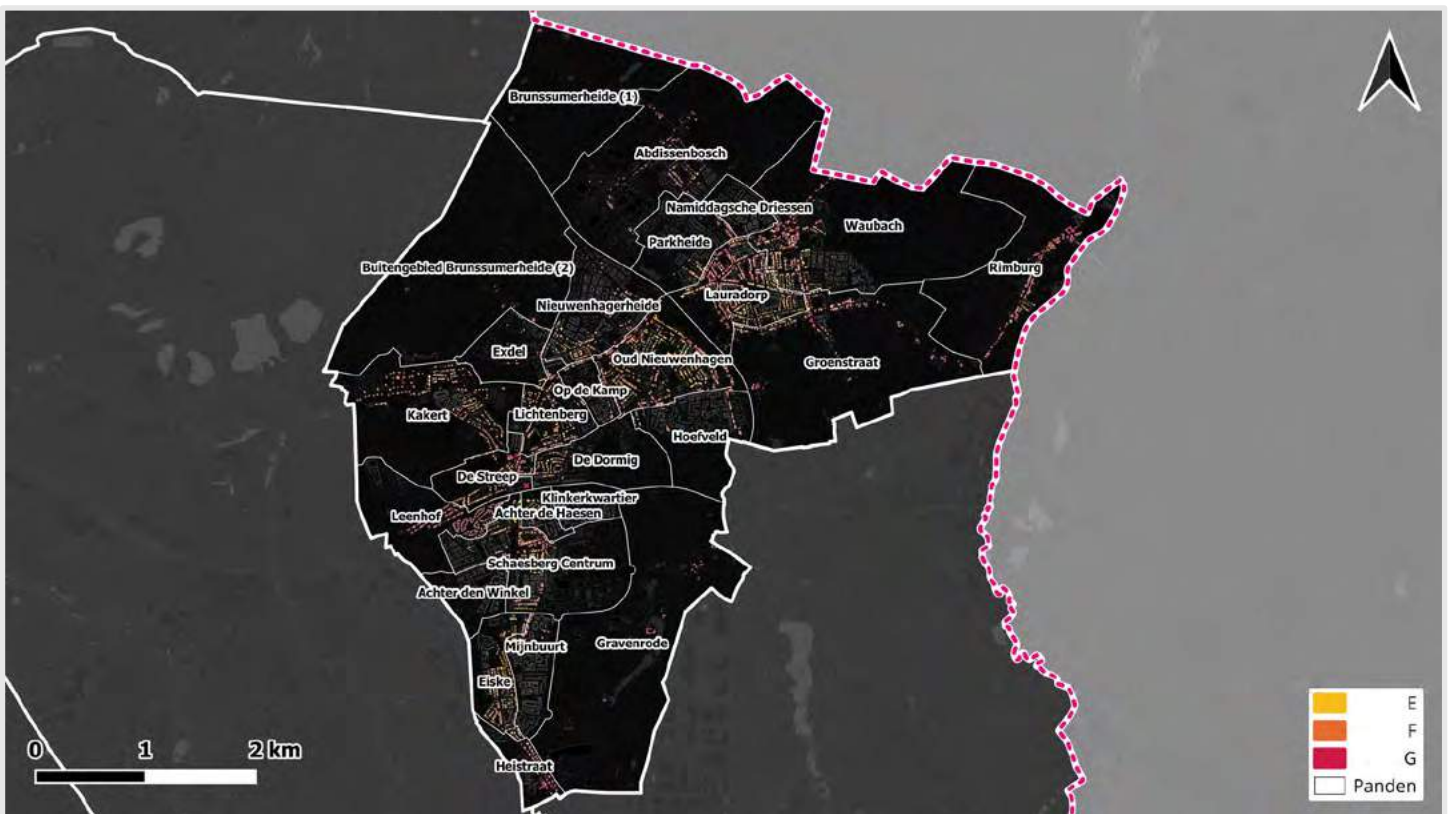 Brunssumerheide (1)
Abdissenbosch
Namiddagsche Driessen
Waubach
Parkheide
Buitengebied Brunssumerheide (2)
Rimburg
Lauradorp
Nieuwenhagerheide
Exdel
Oud Nieuwenhagen
Groenstraat
Op de Kamp
Kakert
Lichtenberg
Hoefveld
De Dormig
De Streep
Klinkerkwartier
Leenhof
Achter de Haesen
Schaesberg Centrum
Achter den Winkel
Mijnbuurt
Gravenrode
Eiske
Heistraat
0 1 2 km
E
F
G
Panden